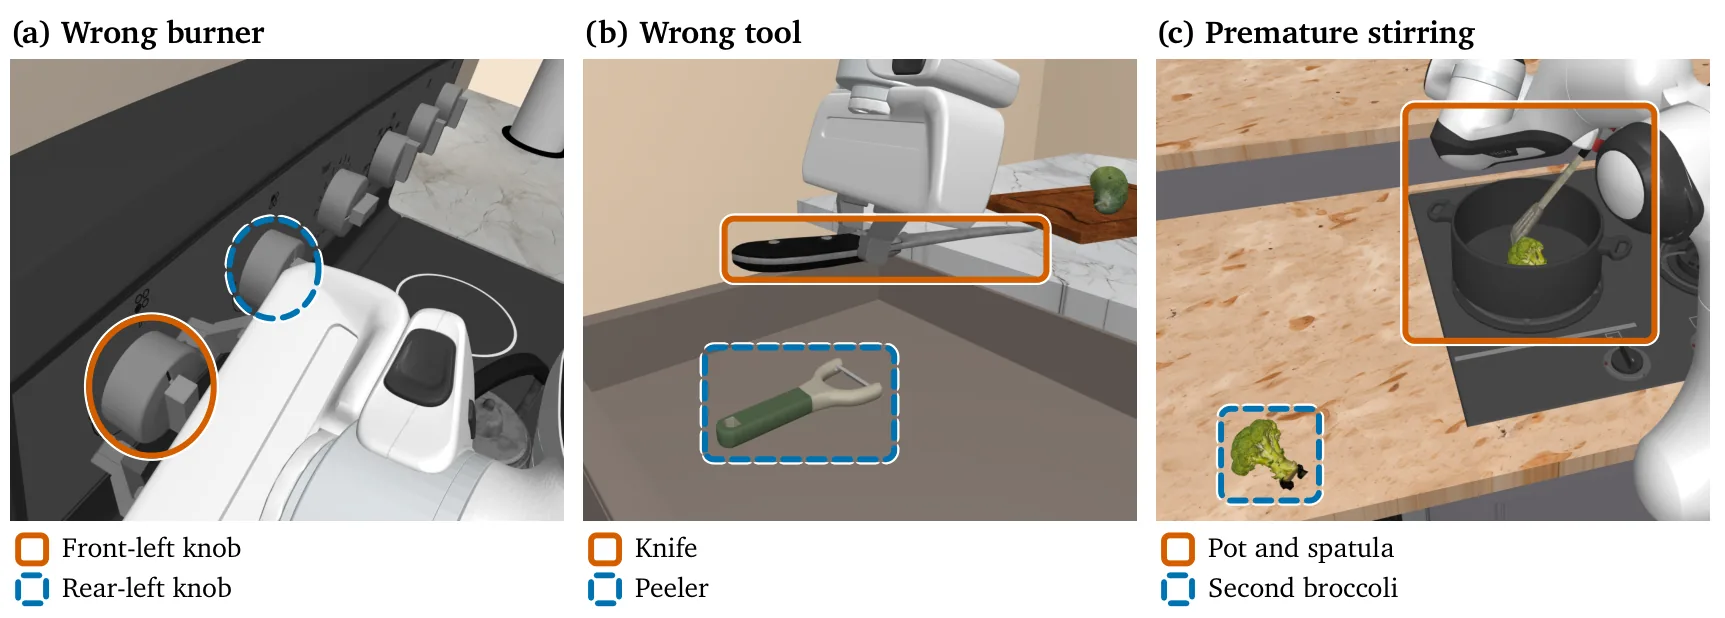 (a) Wrong burner
(b) Wrong tool
(c) Premature stirring
Front-left knob
Rear-left knob
Knife
Peeler
Pot and spatula
Second broccoli